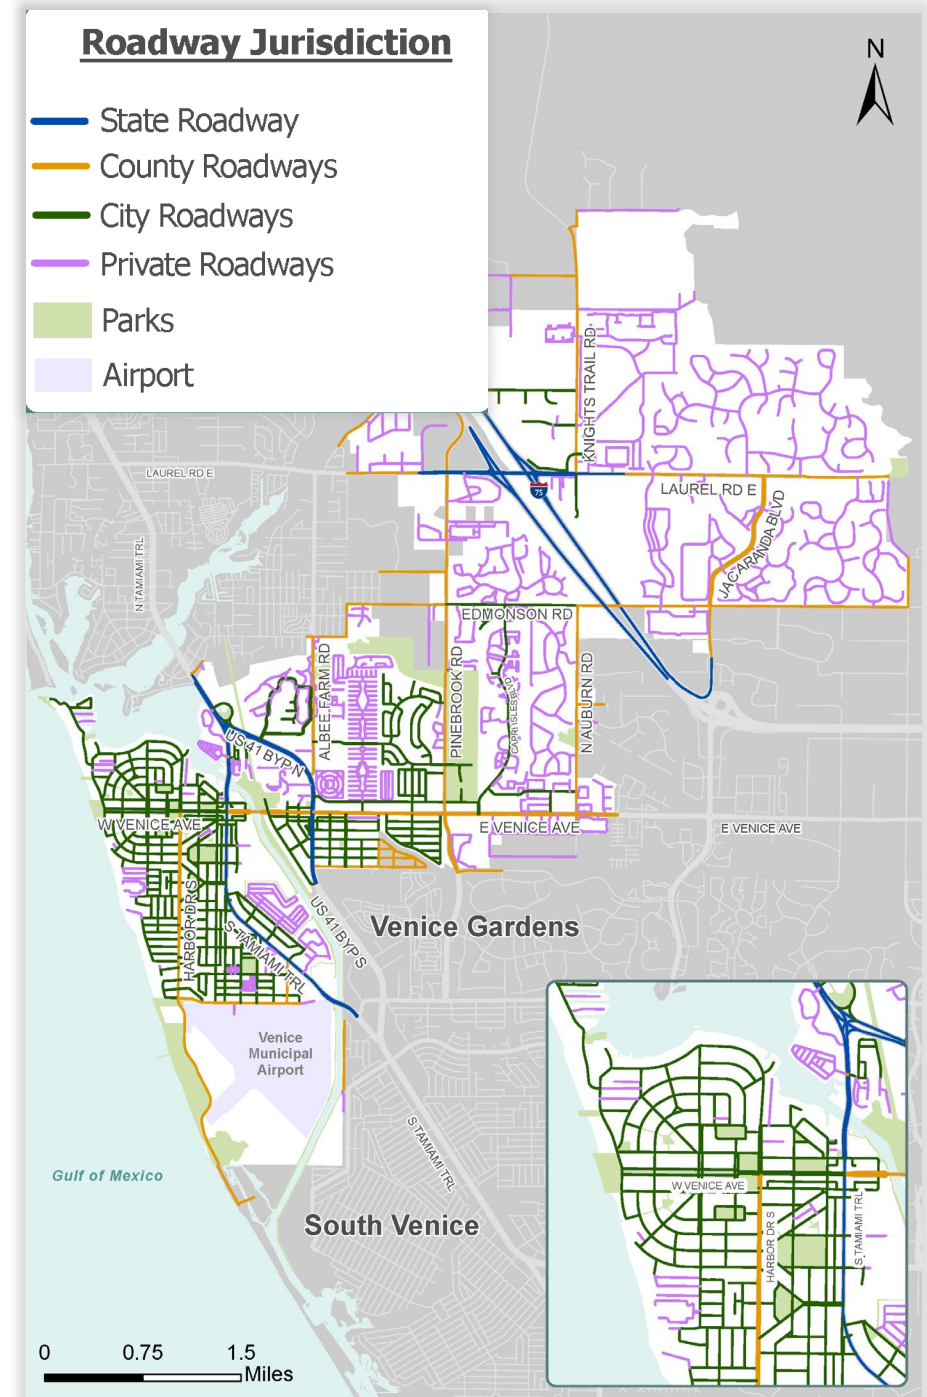 Roadway Jurisdiction
State Roadway
County Roadways
City Roadways
Private Roadways
Parks
Airport
N
KNIGHTS TRAIL RD
LAUREL RD E
75
LAUREL RD E
JACARANDA BLVD
N TAMIAMI TRL
EDMONSON RD
ALBEE FARM RD
PINEBROOK RD
CAPRI ISLES BLVD
N AUBURN RD
US 41 BYP N
W VENICE AVE
E VENICE AVE
E VENICE AVE
HARBOR DR S
US 41 BYP S
S TAMIAMI TRL
Venice Gardens
Venice
Municipal
Airport
S TAMIAMI TRL
Gulf of Mexico
South Venice
W VENICE AVE
HARBOR DR S
S TAMIAMI TRL
0 0.75 1.5
Miles